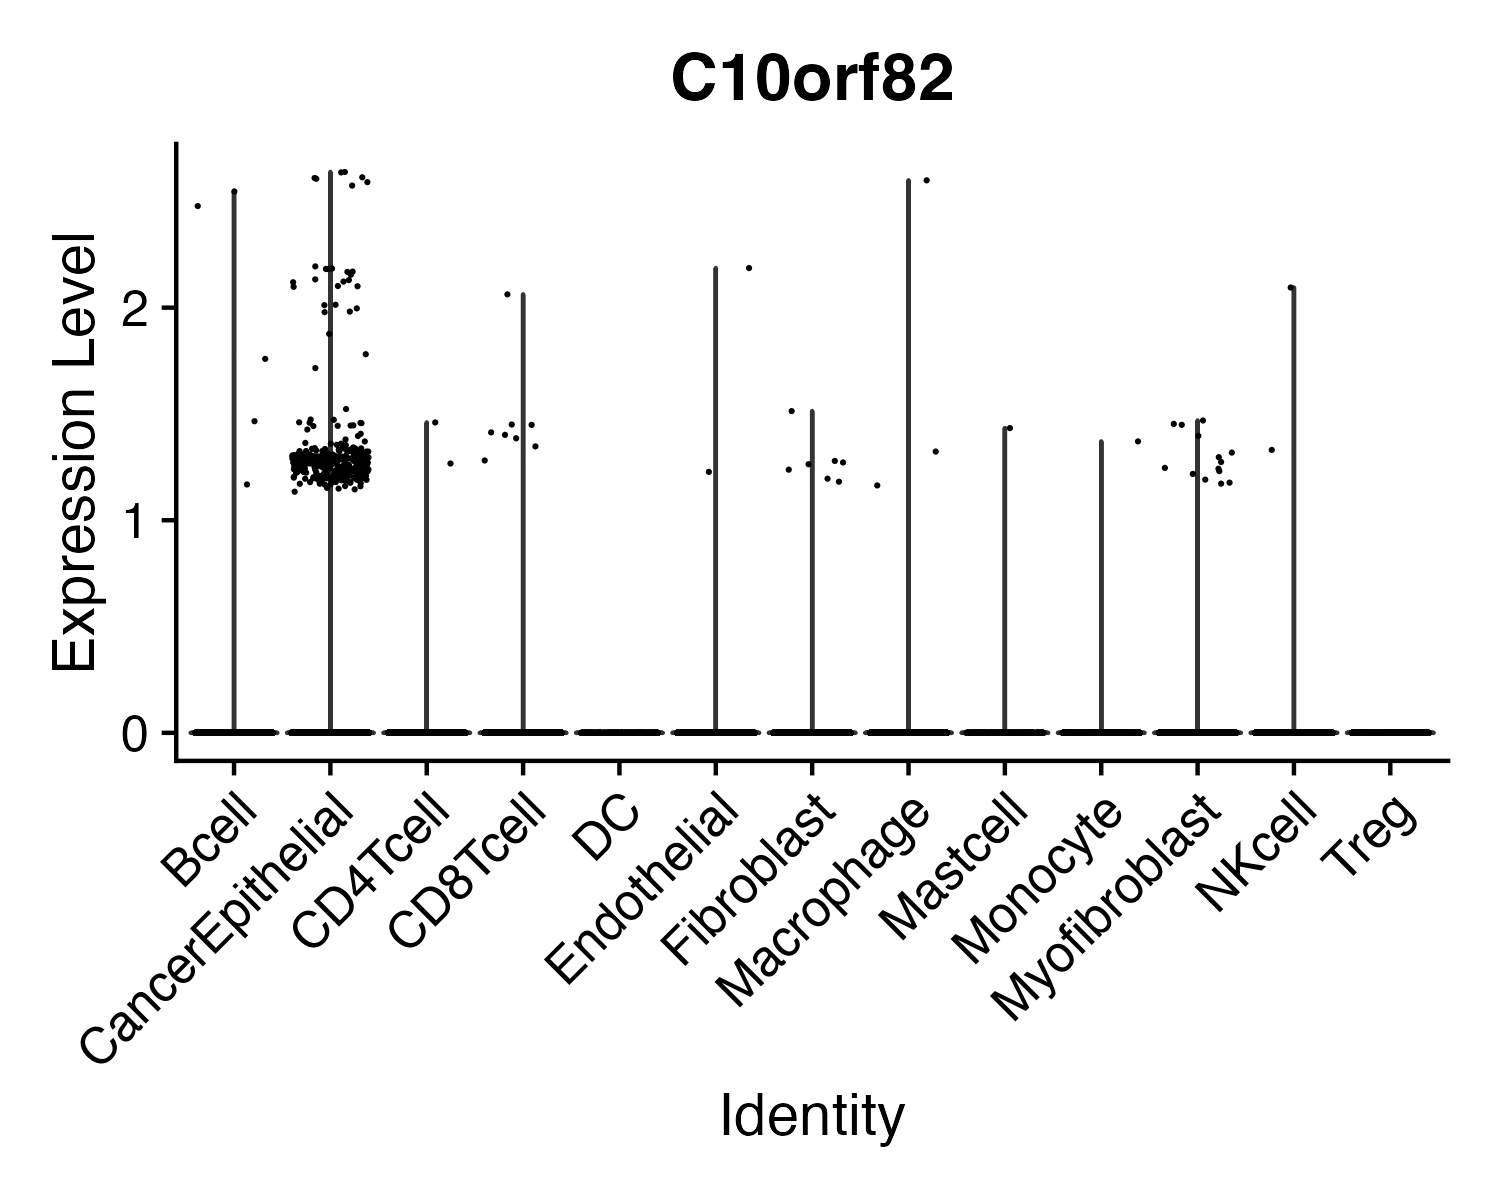 C10orf82
Expression Level
2
1
0
Bcell
CancerEpithelial
CD4Tcell
CD8Tcell
DC
Endothelial
Fibroblast
Macrophage
Mastcell
Monocyte
Myofibroblast
NKcell
Treg
Identity